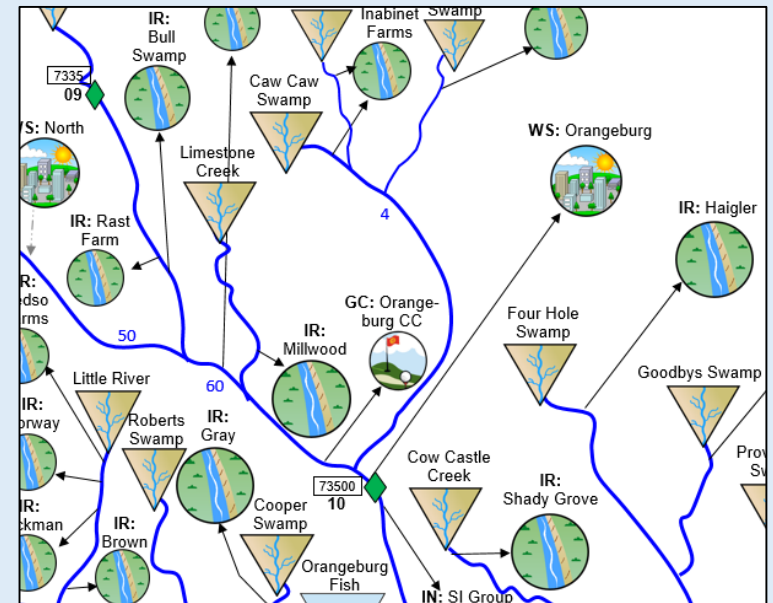 IR:
Bull
Swamp
Inabinet
Farms
Swamp
7335
09
Caw Caw
Swamp
WS: North
WS: Orangeburg
Limestone
Creek
IR: Rast
Farm
4
IR: Haigler
GC: Orange-
burg CC
Four Hole
Swamp
50
IR:
Millwood
60
Little River
Goodbys Swamp
Roberts
Swamp
IR:
Gray
IR:
Cow Castle
Creek
IR:
Shady Grove
73500
10
Cooper
Swamp
IR:
Brown
Orangeburg
Fish
IN: SI Group